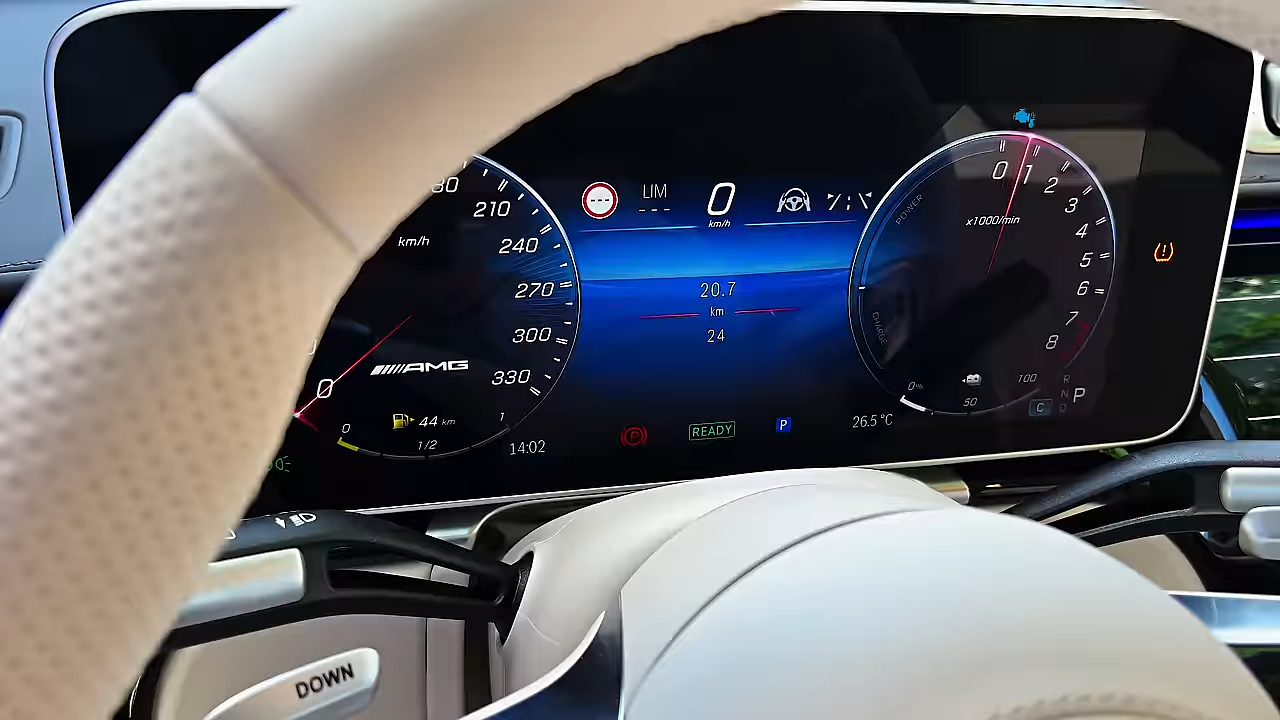 LIM
---
0
km/h
210
km/h
240
270
300
330
AMG
0
0
44 km
1/2
1
14:02
20.7
km
24
READY
P
P
26.5 °C
POWER
CHARGE
0 1 2 3 4 5 6 7 8
x1000/min
0%
50
100
C
R
N
D
P
DOWN